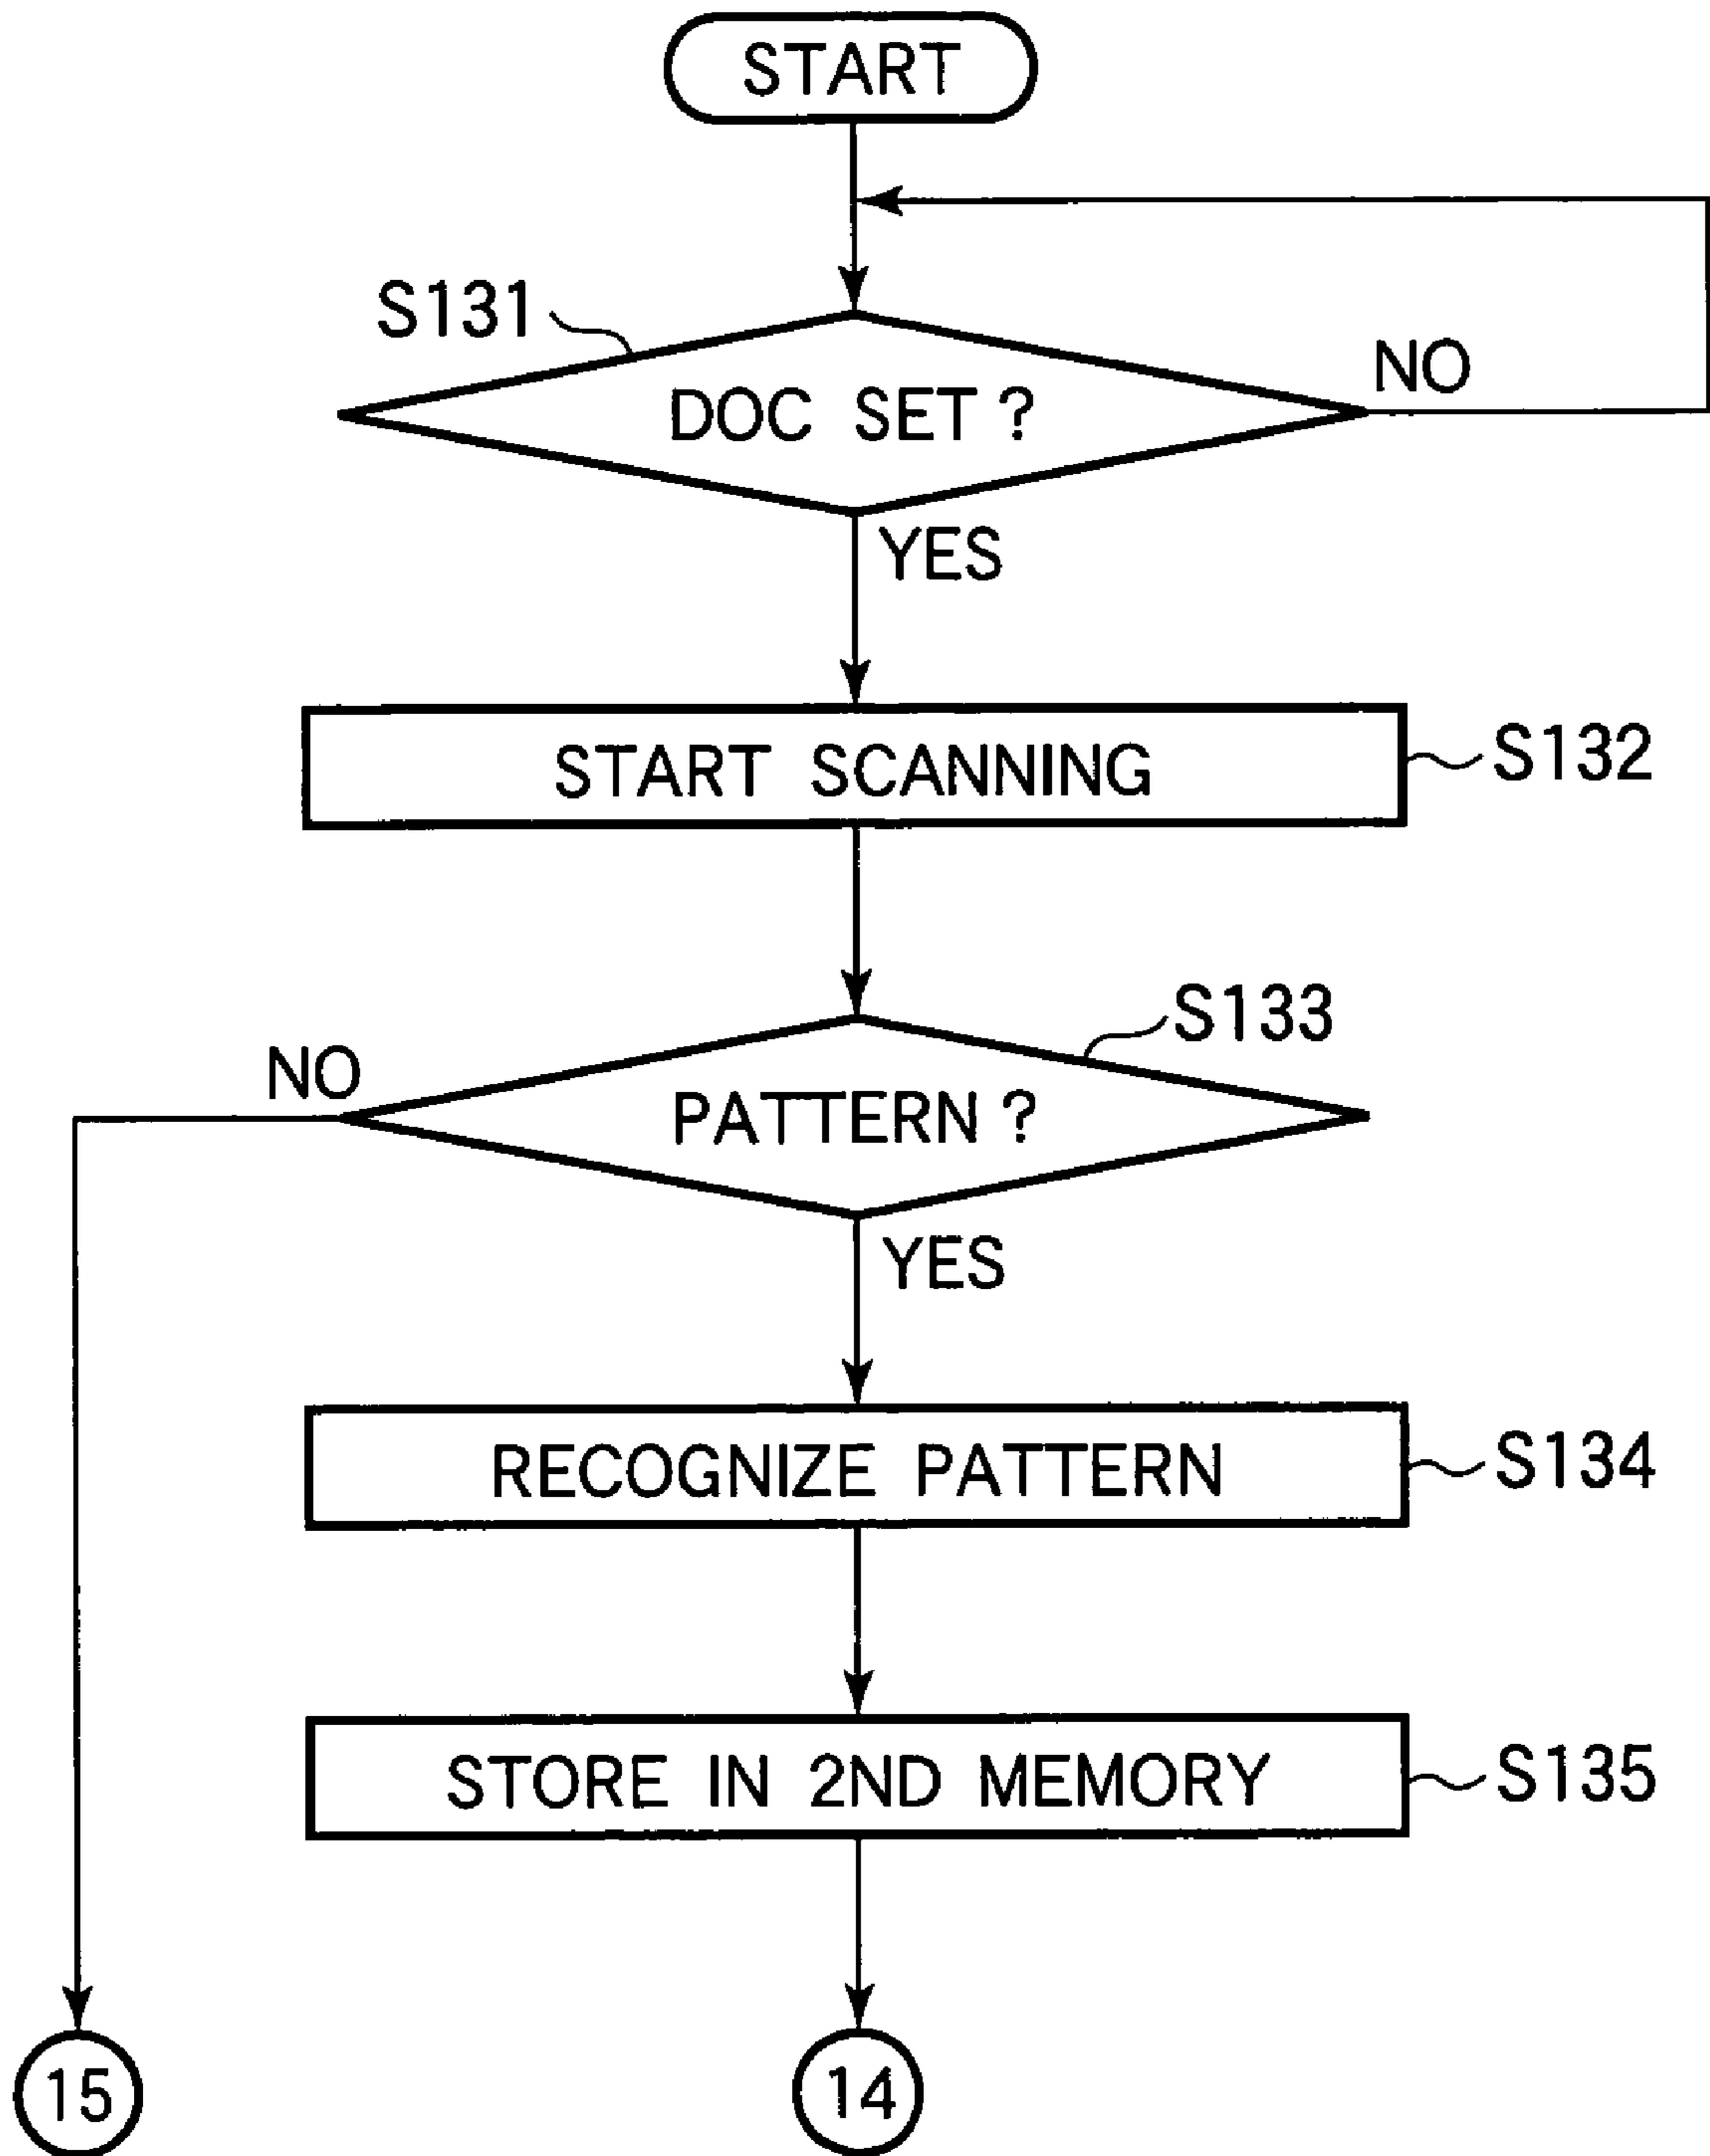 START
S131
DOC SET ?
NO
YES
START SCANNING
S132
S133
NO
PATTERN ?
YES
RECOGNIZE PATTERN
S134
STORE IN 2ND MEMORY
S135
15
14